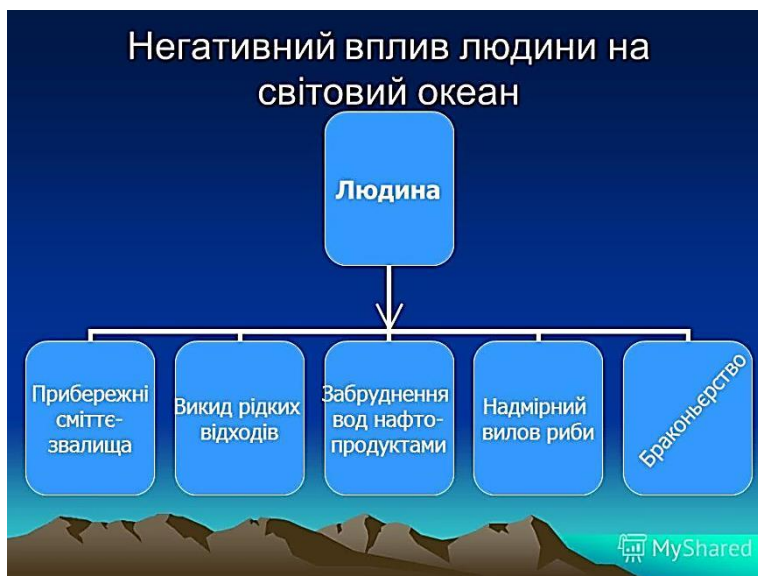 Негативний вплив людини на
світовий океан
Людина
Прибережні
сміттє-
звалища
Викид рідких
відходів
Забруднення
вод нафто-
продуктами
Надмірний
вилов риби
Браконьєрство
MyShared